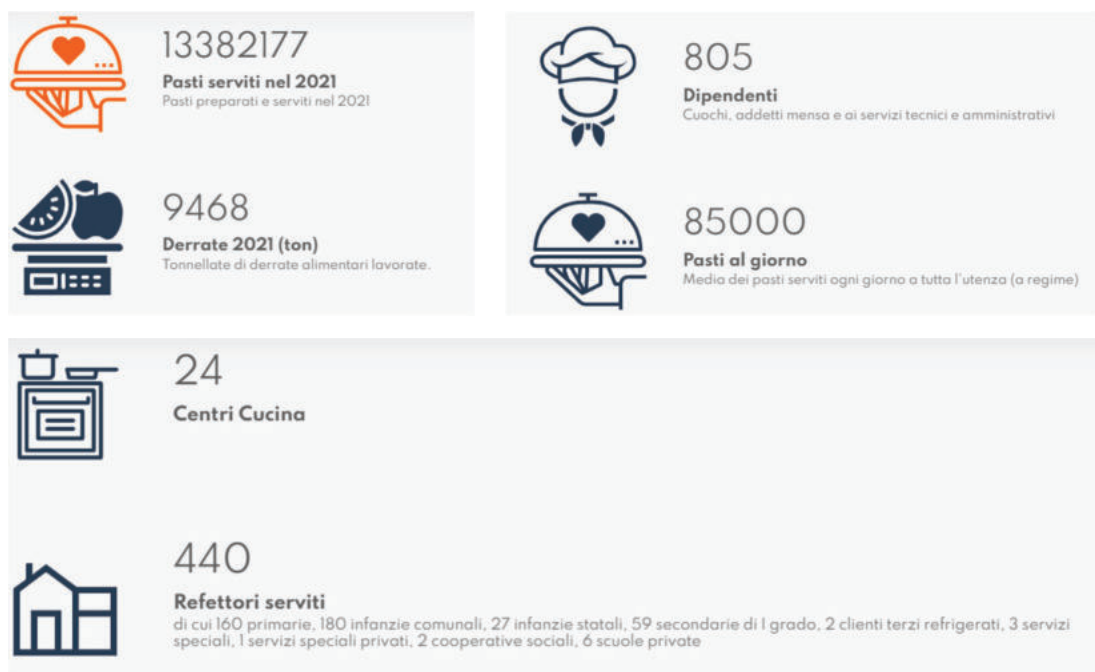 13382177
Pasti serviti nel 2021
Pasti preparati e serviti nel 2021
9468
Derrate 2021 (ton)
Tonnellate di derrate alimentari lavorate.
805
Dipendenti
Cuochi, addetti mensa e ai servizi tecnici e amministrativi
85000
Pasti al giorno
Media dei pasti serviti ogni giorno a tutta l'utenza (a regime)
24
Centri Cucina
440
Refettori serviti
di cui 160 primarie, 180 infanzie comunali, 27 infanzie statali, 59 secondarie di I grado, 2 clienti terzi refrigerati, 3 servizi
speciali, 1 servizi speciali privati, 2 cooperative sociali, 6 scuole private